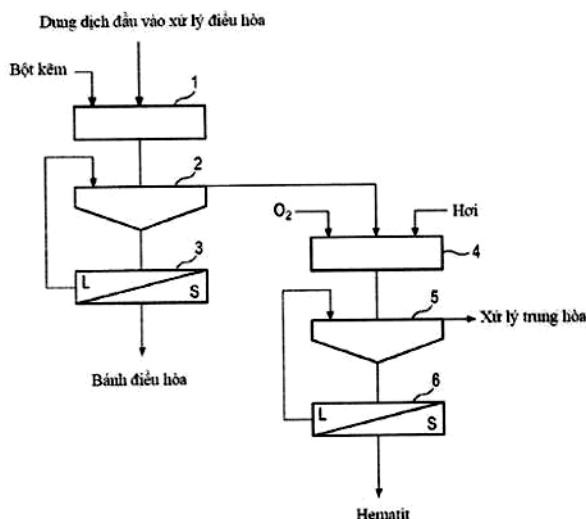 Dung dịch đầu vào xử lý điều hòa
Bột kẽm
1
2
3
L
S
Bánh điều hòa
O2
Hơi
4
5
Xử lý trung hòa
6
L
S
Hematit